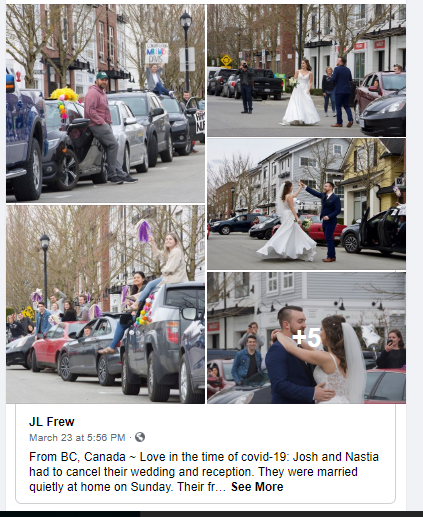 +5
JL Frew
March 23 at 5:56 PM ·
From BC, Canada ~ Love in the time of covid-19: Josh and Nastia
had to cancel their wedding and reception. They were married
quietly at home on Sunday. Their fr... See More